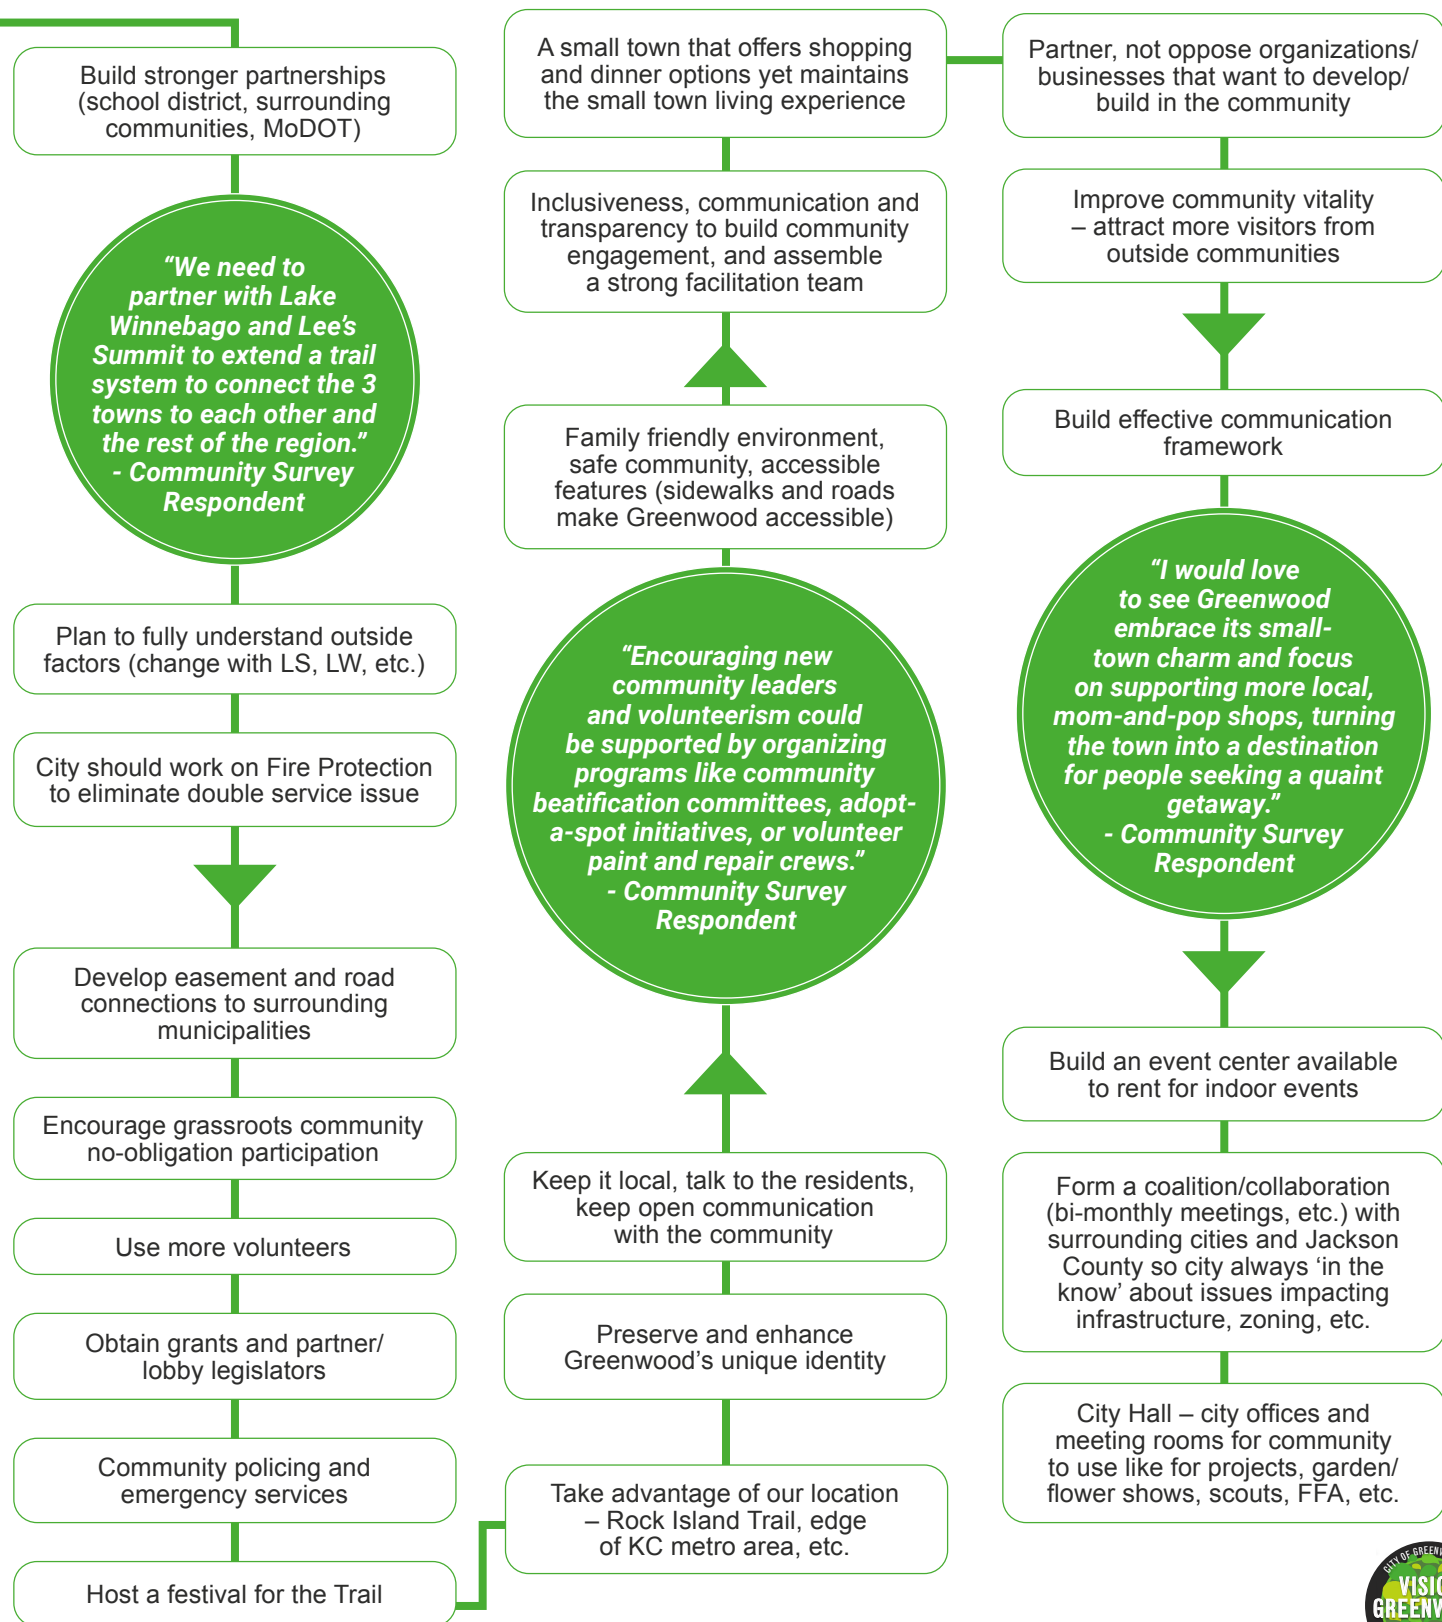 Build stronger partnerships
(school district, surrounding
communities, MoDOT)
“We need to
partner with Lake
Winnebago and Lee’s
Summit to extend a trail
system to connect the 3
towns to each other and
the rest of the region.”
- Community Survey
Respondent
Plan to fully understand outside
factors (change with LS, LW, etc.)
City should work on Fire Protection
to eliminate double service issue
Develop easement and road
connections to surrounding
municipalities
Encourage grassroots community
no-obligation participation
Use more volunteers
Obtain grants and partner/
lobby legislators
Community policing and
emergency services
Host a festival for the Trail
Take advantage of our location
– Rock Island Trail, edge
of KC metro area, etc.
Preserve and enhance
Greenwood’s unique identity
Keep it local, talk to the residents,
keep open communication
with the community
“Encouraging new
community leaders
and volunteerism could
be supported by organizing
programs like community
beatification committees, adopt-
a-spot initiatives, or volunteer
paint and repair crews.”
- Community Survey
Respondent
Family friendly environment,
safe community, accessible
features (sidewalks and roads
make Greenwood accessible)
Inclusiveness, communication and
transparency to build community
engagement, and assemble
a strong facilitation team
A small town that offers shopping
and dinner options yet maintains
the small town living experience
Partner, not oppose organizations/
businesses that want to develop/
build in the community
Improve community vitality
– attract more visitors from
outside communities
Build effective communication
framework
“I would love
to see Greenwood
embrace its small-
town charm and focus
on supporting more local,
mom-and-pop shops, turning
the town into a destination
for people seeking a quaint
getaway.”
- Community Survey
Respondent
Build an event center available
to rent for indoor events
Form a coalition/collaboration
(bi-monthly meetings, etc.) with
surrounding cities and Jackson
County so city always ‘in the
know’ about issues impacting
infrastructure, zoning, etc.
City Hall – city offices and
meeting rooms for community
to use like for projects, garden/
flower shows, scouts, FFA, etc.
CITY OF